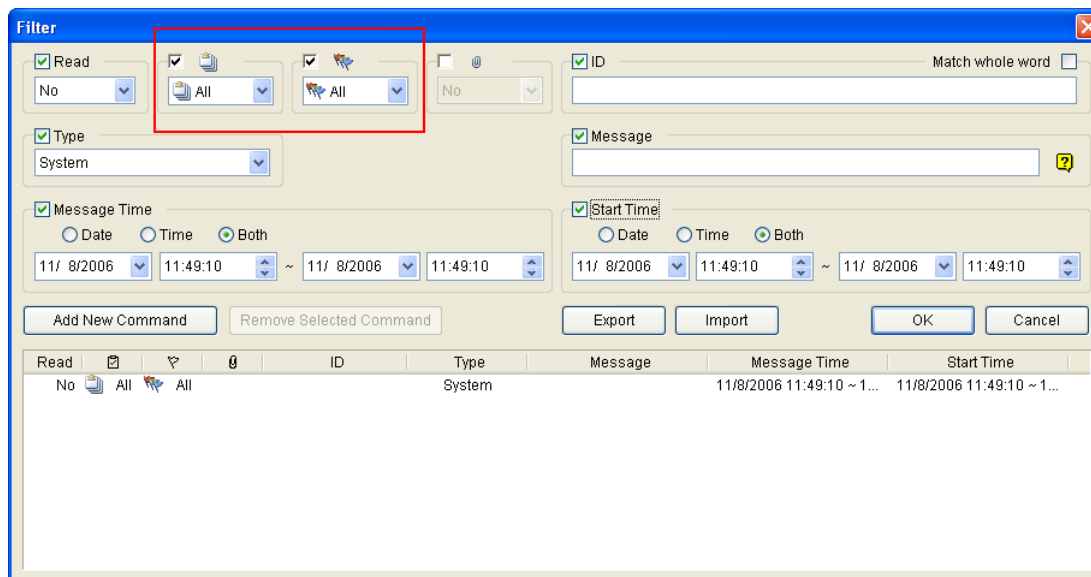 Filter
Read
ID
Match whole word
No
All
All
No
Type
Message
System
Message Time
Start Time
Date Time Both
Date Time Both
11/ 8/2006 11:49:10 ~ 11/ 8/2006 11:49:10
11/ 8/2006 11:49:10 ~ 11/ 8/2006 11:49:10
Add New Command Remove Selected Command Export Import OK Cancel
Read ID Type Message Message Time Start Time
No All All System 11/8/2006 11:49:10 ~ 1... 11/8/2006 11:49:10 ~ 1...